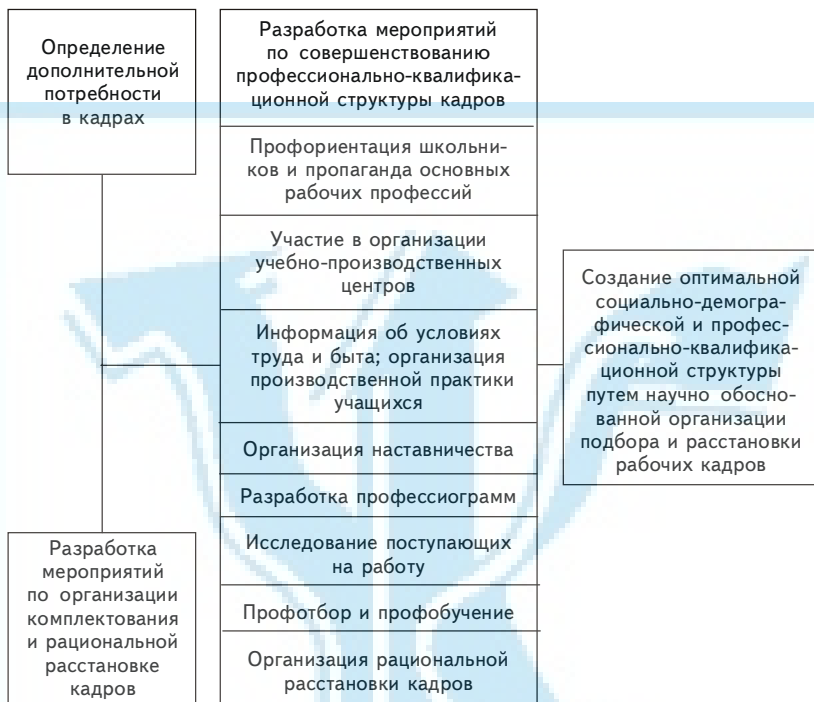 Определение
дополнительной
потребности
в кадрах
Разработка мероприятий
по организации
комплектования
и рациональной
расстановке
кадров
Разработка мероприятий
по совершенствованию
профессионально-квалифика-
ционной структуры кадров
Профориентация школьни-
ков и пропаганда основных
рабочих профессий
Участие в организации
учебно-производственных
центров
Информация об условиях
труда и быта; организация
производственной практики
учащихся
Организация наставничества
Разработка профессиограмм
Исследование поступающих
на работу
Профотбор и профобучение
Организация рациональной
расстановки кадров
Создание оптимальной
социально-демогра-
фической и профес-
сионально-квалифика-
ционной структуры
путем научно обосно-
ванной организации
подбора и расстановки
рабочих кадров